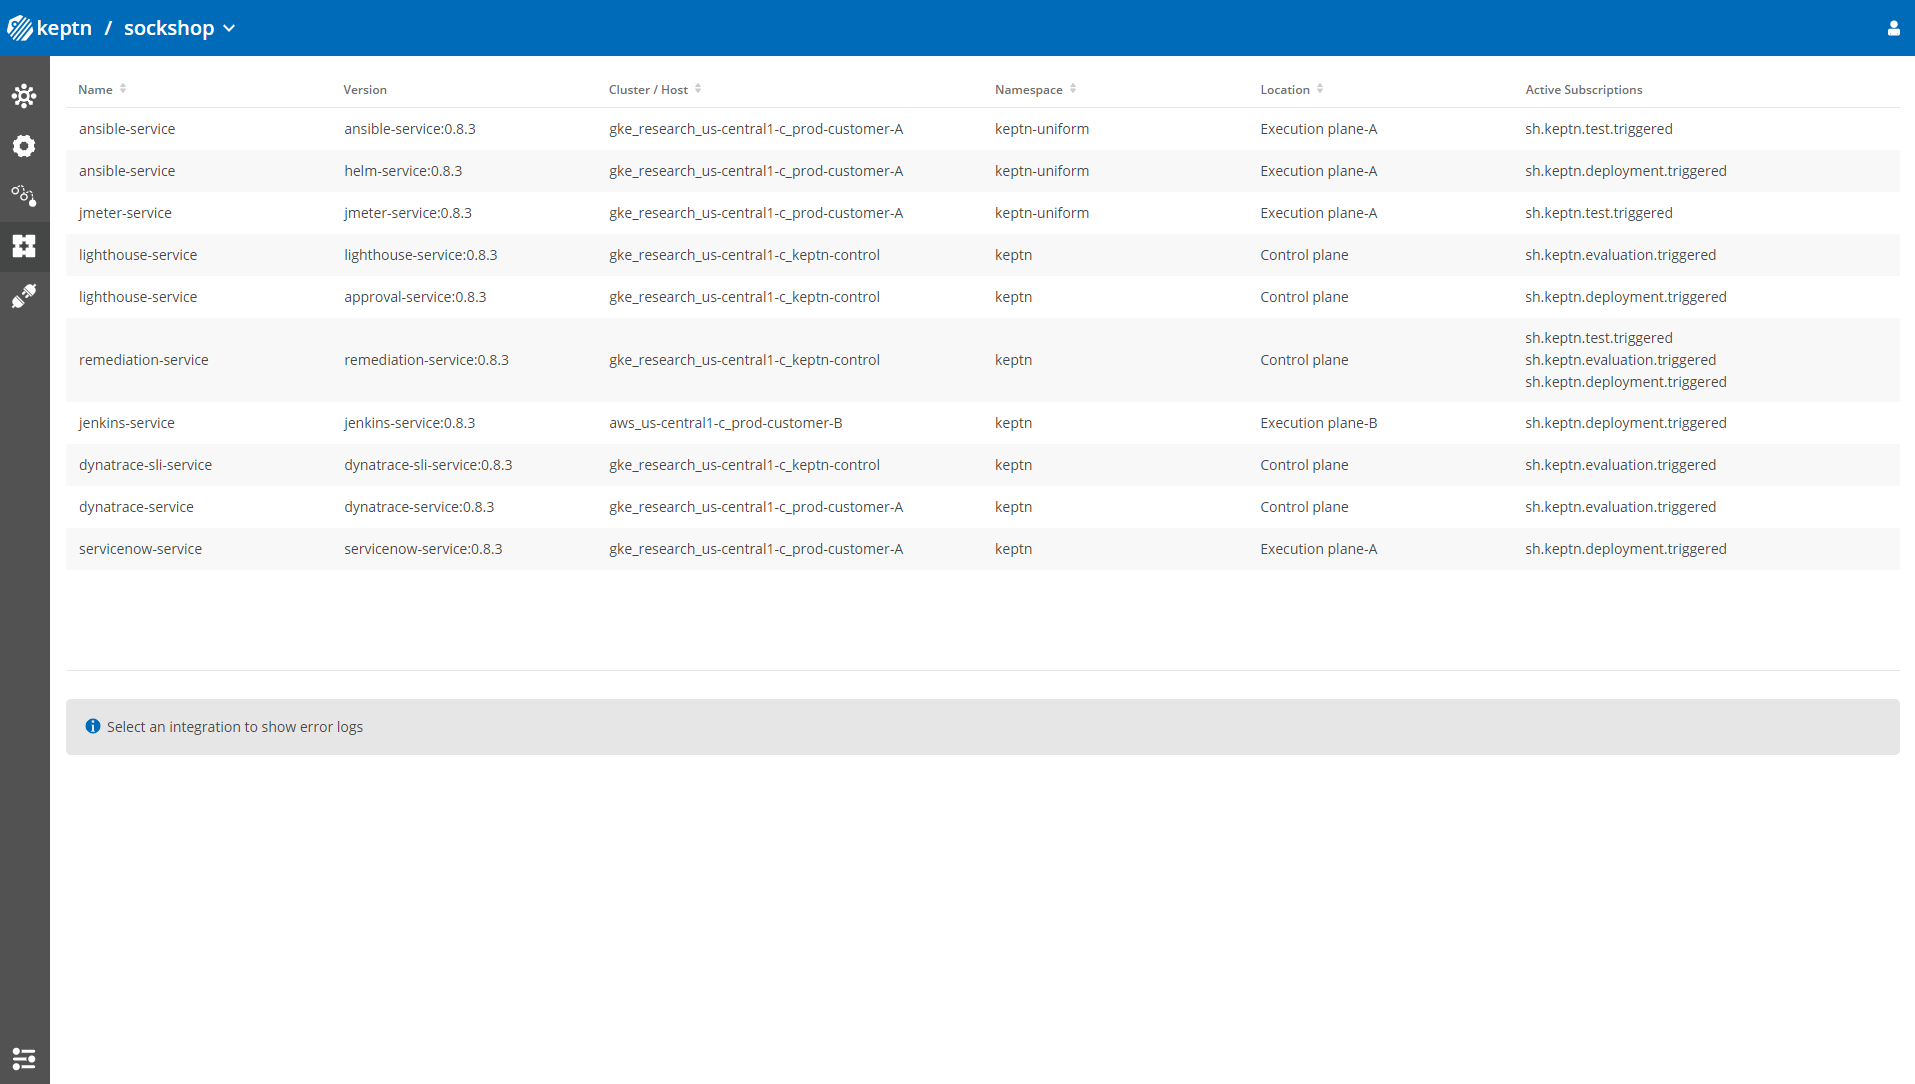 keptn / sockshop
Name Version Cluster / Host Namespace Location Active Subscriptions
ansible-service ansible-service:0.8.3 gke_research_us-central1-c_prod-customer-A keptn-uniform Execution plane-A sh.keptn.test.triggered
ansible-service helm-service:0.8.3 gke_research_us-central1-c_prod-customer-A keptn-uniform Execution plane-A sh.keptn.deployment.triggered
jmeter-service jmeter-service:0.8.3 gke_research_us-central1-c_prod-customer-A keptn-uniform Execution plane-A sh.keptn.test.triggered
lighthouse-service lighthouse-service:0.8.3 gke_research_us-central1-c_keptn-control keptn Control plane sh.keptn.evaluation.triggered
lighthouse-service approval-service:0.8.3 gke_research_us-central1-c_keptn-control keptn Control plane sh.keptn.deployment.triggered
sh.keptn.test.triggered
remediation-service remediation-service:0.8.3 gke_research_us-central1-c_keptn-control keptn Control plane sh.keptn.evaluation.triggered
sh.keptn.deployment.triggered
jenkins-service jenkins-service:0.8.3 aws_us-central1-c_prod-customer-B keptn Execution plane-B sh.keptn.deployment.triggered
dynatrace-sli-service dynatrace-sli-service:0.8.3 gke_research_us-central1-c_keptn-control keptn Control plane sh.keptn.evaluation.triggered
dynatrace-service dynatrace-service:0.8.3 gke_research_us-central1-c_prod-customer-A keptn Control plane sh.keptn.evaluation.triggered
servicenow-service servicenow-service:0.8.3 gke_research_us-central1-c_prod-customer-A keptn Execution plane-A sh.keptn.deployment.triggered
Select an integration to show error logs